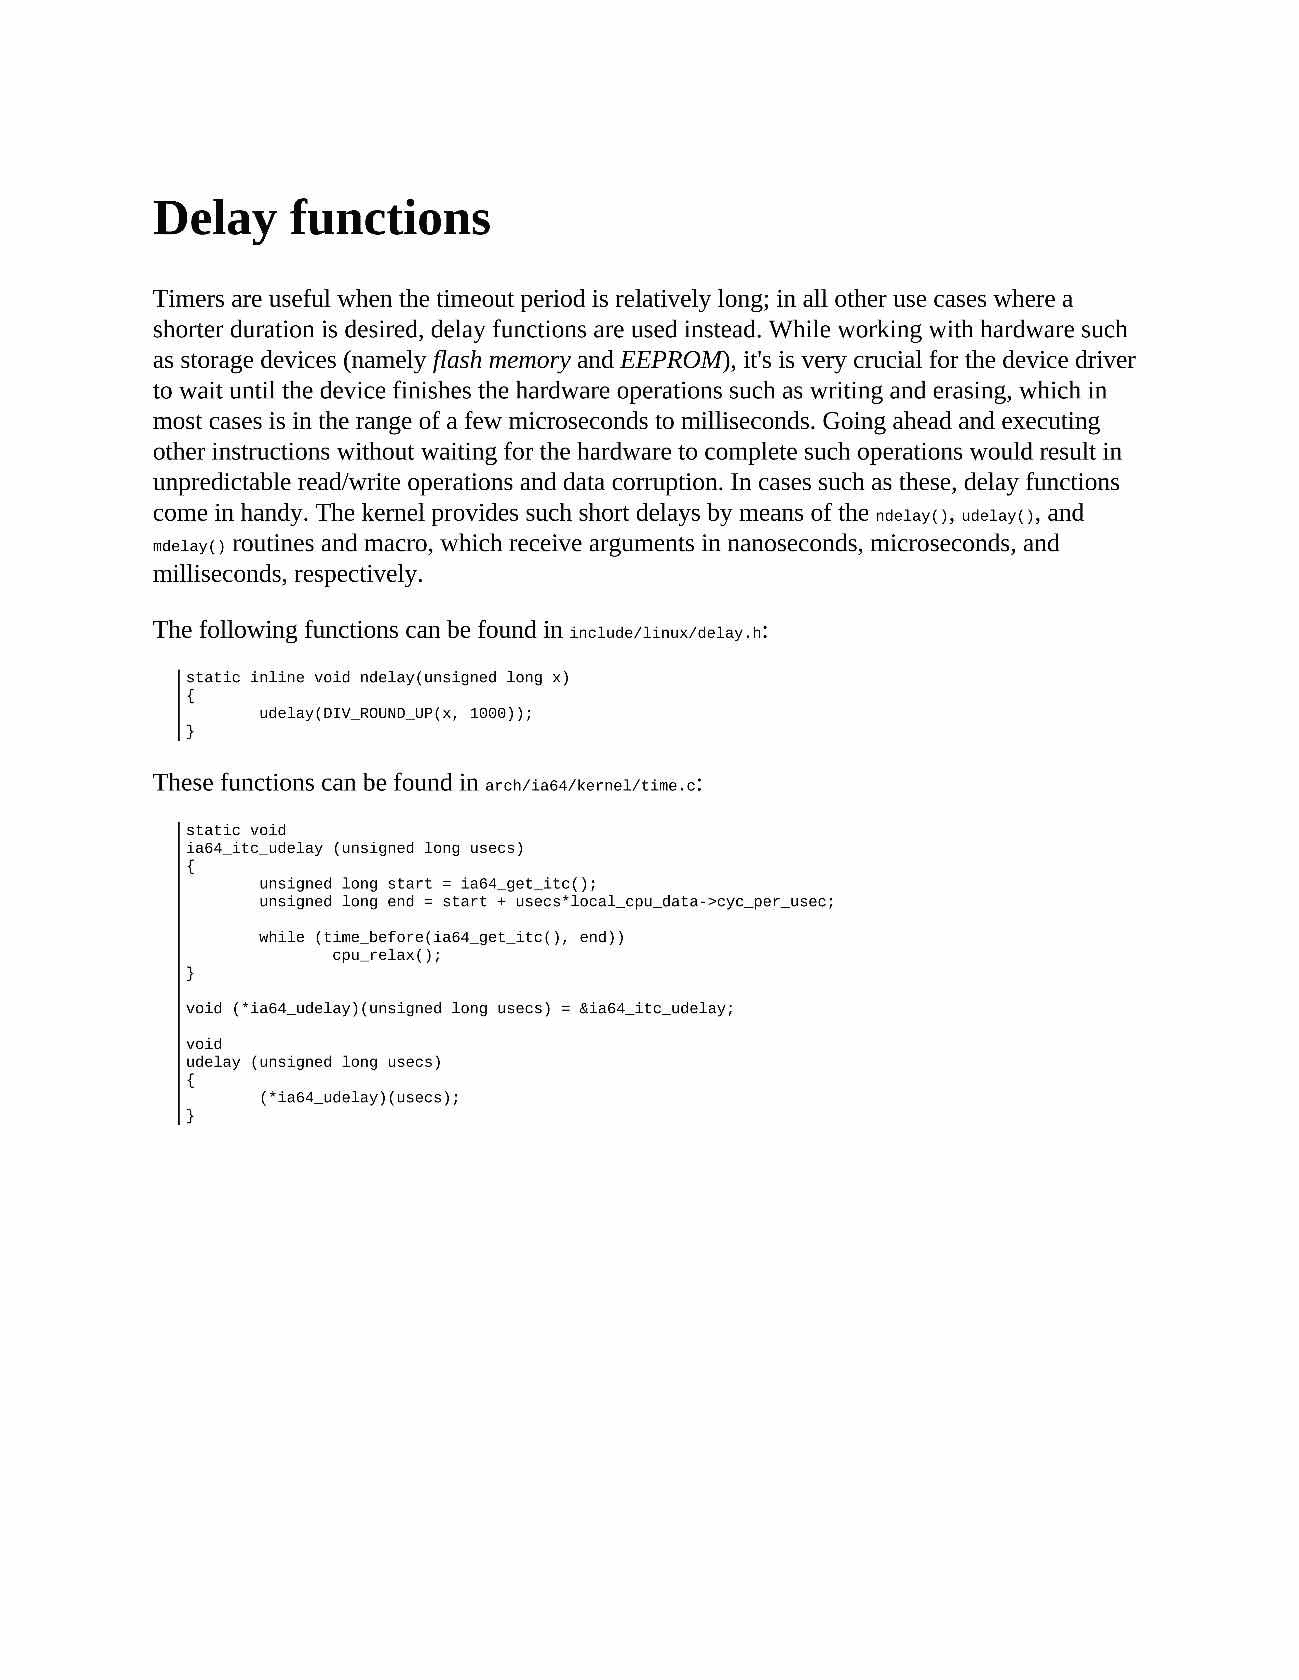 Delay functions
Timers are useful when the timeout period is relatively long; in all other use cases where a
shorter duration is desired, delay functions are used instead. While working with hardware such
as storage devices (namely flash memory and EEPROM), it's is very crucial for the device driver
to wait until the device finishes the hardware operations such as writing and erasing, which in
most cases is in the range of a few microseconds to milliseconds. Going ahead and executing
other instructions without waiting for the hardware to complete such operations would result in
unpredictable read/write operations and data corruption. In cases such as these, delay functions
come in handy. The kernel provides such short delays by means of the ndelay(), udelay(), and
mdelay() routines and macro, which receive arguments in nanoseconds, microseconds, and
milliseconds, respectively.
The following functions can be found in include/linux/delay.h:
static inline void ndelay(unsigned long x)
{
        udelay(DIV_ROUND_UP(x, 1000));
}
These functions can be found in arch/ia64/kernel/time.c:
static void
ia64_itc_udelay (unsigned long usecs)
{
        unsigned long start = ia64_get_itc();
        unsigned long end = start + usecs*local_cpu_data->cyc_per_usec;
        while (time_before(ia64_get_itc(), end))
                cpu_relax();
}
void (*ia64_udelay)(unsigned long usecs) = &ia64_itc_udelay;
void
udelay (unsigned long usecs)
{
        (*ia64_udelay)(usecs);
}